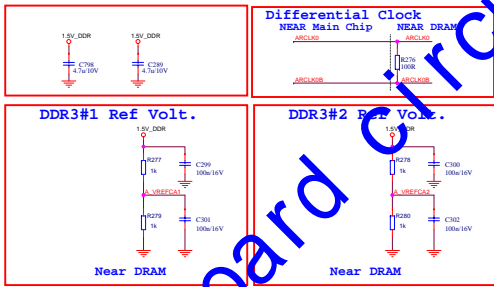 1.5V_DDR
1.5V_DDR
C798
4.7u/10V
C289
4.7u/10V
Differential Clock
NEAR Main Chip
NEAR DRAM
ARCLK0
ARCLK0
R276
100R
ARCLK0B
ARCLK0B
DDR3#1 Ref Volt.
1.5V_DDR
R277
1k
C299
100n/16V
A_VREFCA1
R279
1k
C301
100n/16V
Near DRAM
DDR3#2 Ref Volt.
1.5V_DDR
R278
1k
C300
100n/16V
A_VREFCA2
R280
1k
C302
100n/16V
Near DRAM
ard circ